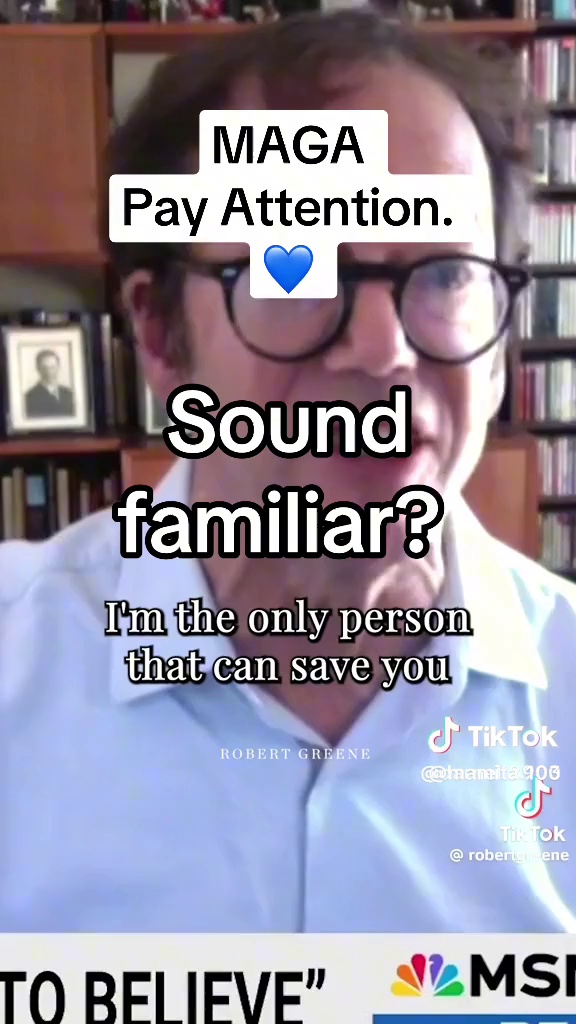 MAGA
Pay Attention.
Sound
familiar?
I'm the only person
that can save you
ROBERT GREENE
TikTok
TikTok
TO BELIEVE”
MSN